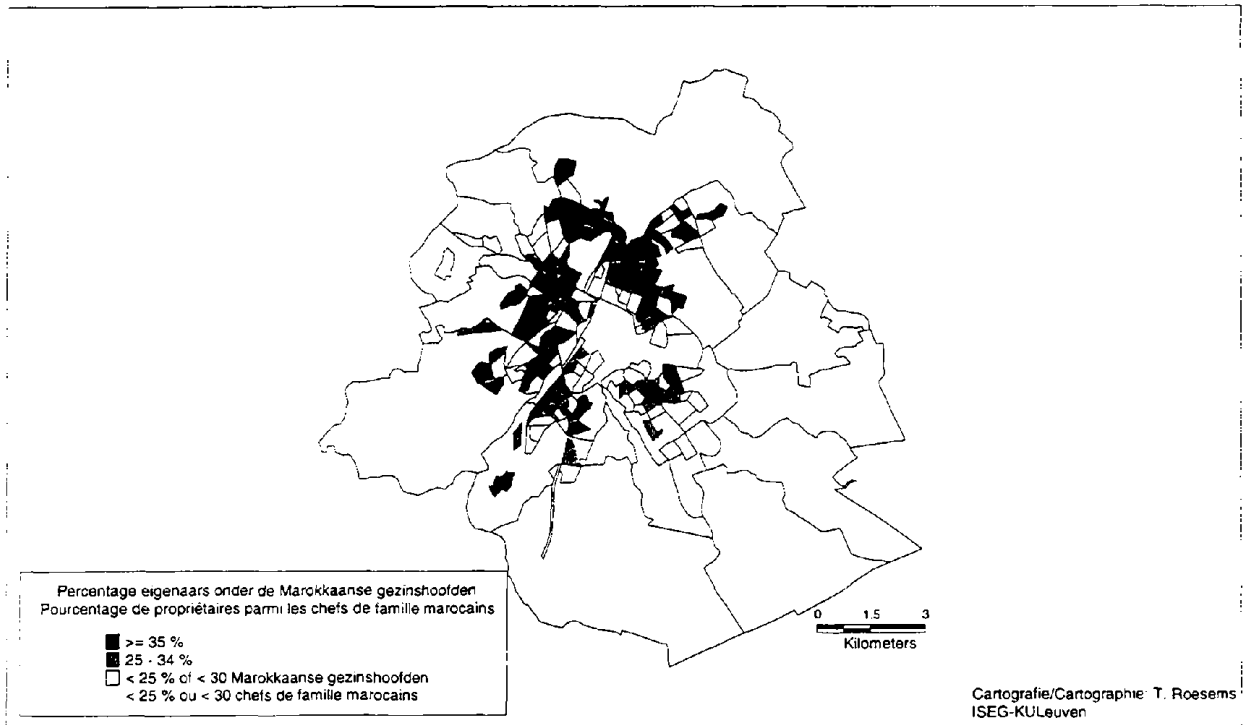 Percentage eigenaars onder de Marokkaanse gezinshoofden
Pourcentage de propriétaires parmi les chefs de famille marocains
>= 35 %
25 - 34 %
< 25 % of < 30 Marokkaanse gezinshoofden
< 25 % ou < 30 chefs de famille marocains
0 1.5 3
Kilometers
Cartografie/Cartographie: T. Roesems
ISEG-KULeuven